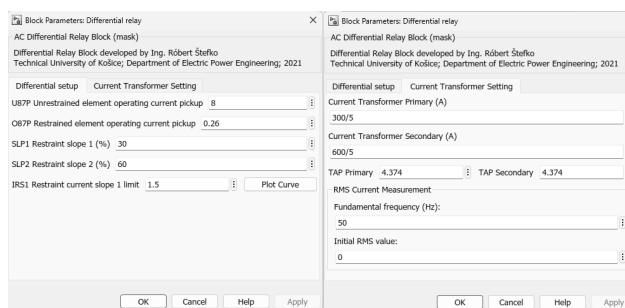 Block Parameters: Differential relay
AC Differential Relay Block (mask)
Differential Relay Block developed by Ing. Róbert Štefko
Technical University of Košice; Department of Electric Power Engineering; 2021
Differential setup Current Transformer Setting
U87P Unrestrained element operating current pickup 8
O87P Restrained element operating current pickup 0.26
SLP1 Restraint slope 1 (%) 30
SLP2 Restraint slope 2 (%) 60
IRS1 Restraint current slope 1 limit 1.5 Plot Curve
OK Cancel Help Apply
Block Parameters: Differential relay
AC Differential Relay Block (mask)
Differential Relay Block developed by Ing. Róbert Štefko
Technical University of Košice; Department of Electric Power Engineering; 2021
Differential setup Current Transformer Setting
Current Transformer Primary (A)
300/5
Current Transformer Secondary (A)
600/5
TAP Primary 4.374 TAP Secondary 4.374
RMS Current Measurement
Fundamental frequency (Hz):
50
Initial RMS value:
0
OK Cancel Help Apply